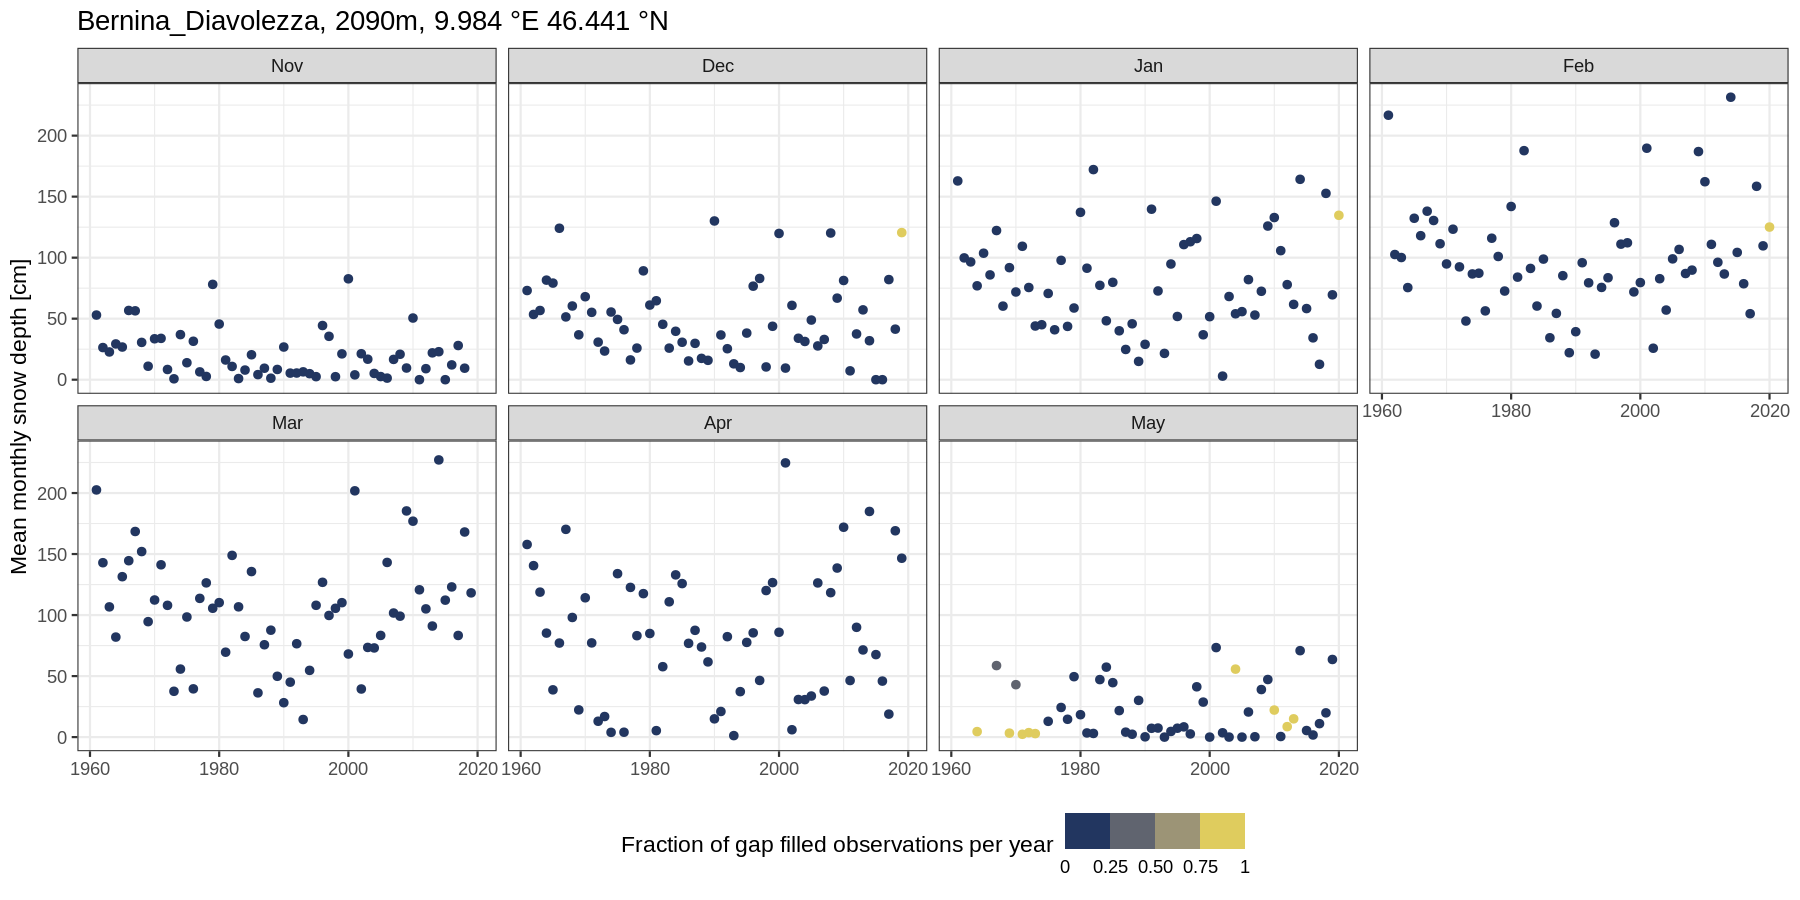 Bernina_Diavolezza, 2090m, 9.984 °E 46.441 °N
Nov Dec Jan Feb
Mean monthly snow depth [cm]
200
150
100
50
0
1960 1980 2000 2020
Mar Apr May
200
150
100
50
0
1960 1980 2000 2020 1960 1980 2000 2020 1960 1980 2000 2020
Fraction of gap filled observations per year
0 0.25 0.50 0.75 1